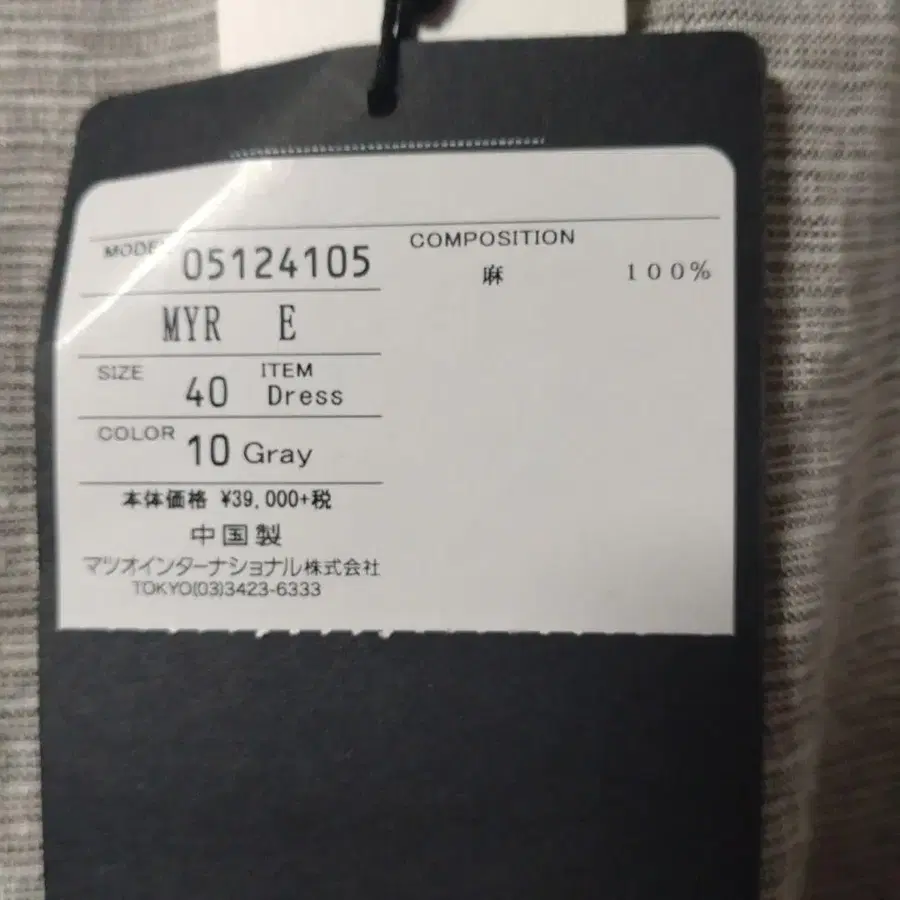 MODEL 05124105
MYR E
SIZE 40 ITEM Dress
COLOR 10 Gray
本体価格 ¥39,000+税
中国製
マツオインターナショナル株式会社
TOKYO(03)3423-6333
COMPOSITION
麻 100%